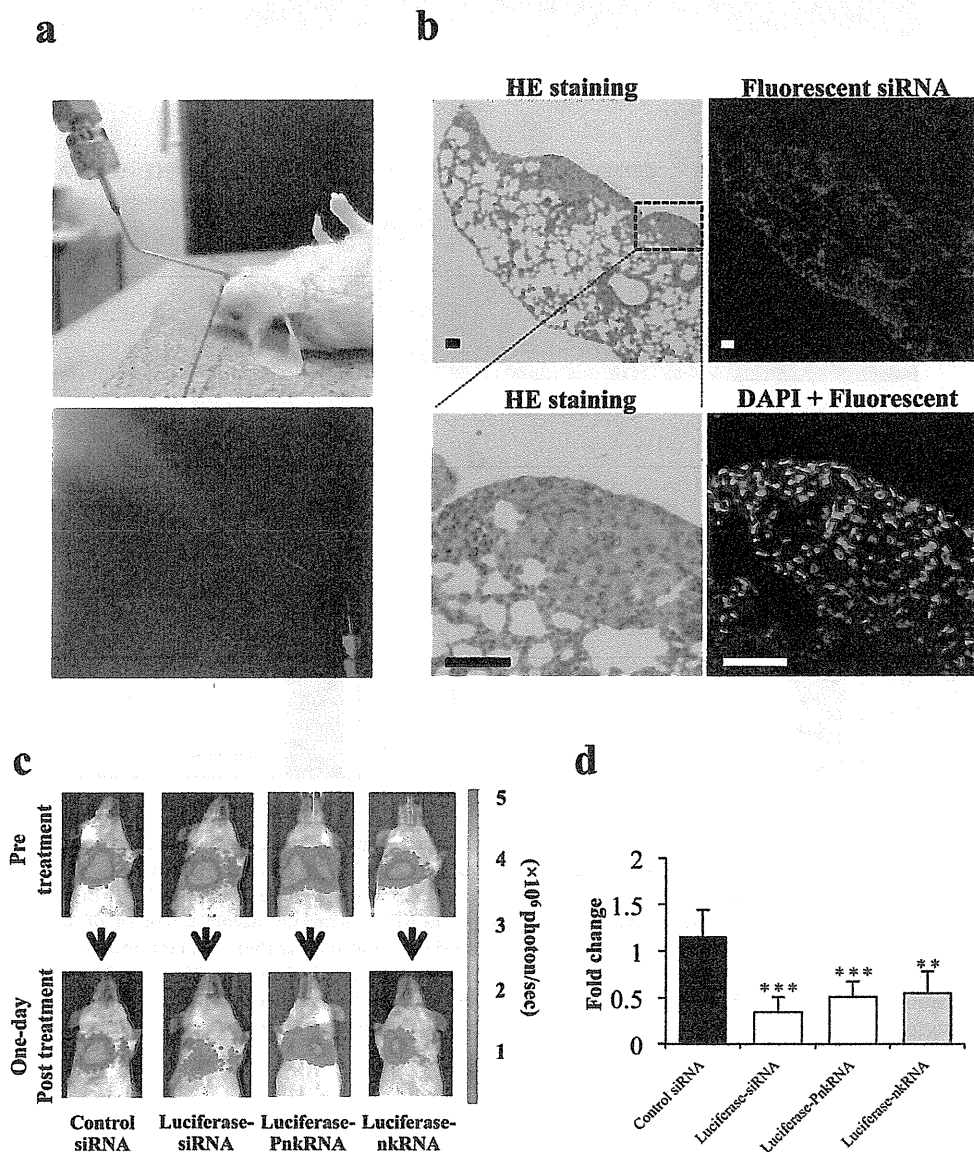 a
b
HE staining
Fluorescent siRNA
HE staining
DAPI + Fluorescent
c
Pre
treatment
One-day
Post treatment
5
4
3
2
1
(×10⁶ photon/sec)
Control
siRNA
Luciferase-
siRNA
Luciferase-
PnkRNA
Luciferase-
nkRNA
d
Fold change
2
1.5
1
0.5
0
***
***
**
Control siRNA
Luciferase-siRNA
Luciferase-PnkRNA
Luciferase-nkRNA